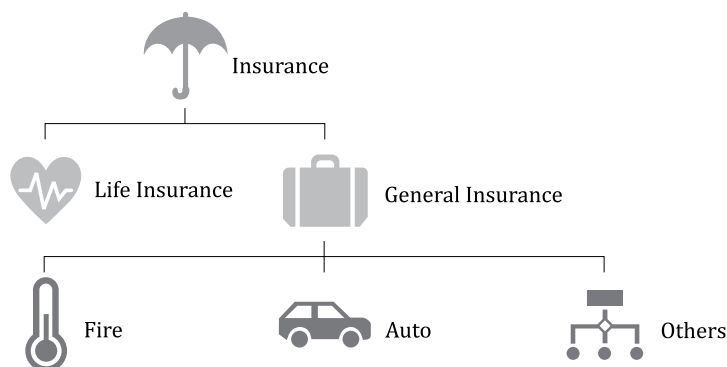 Insurance
Life Insurance
General Insurance
Fire
Auto
Others